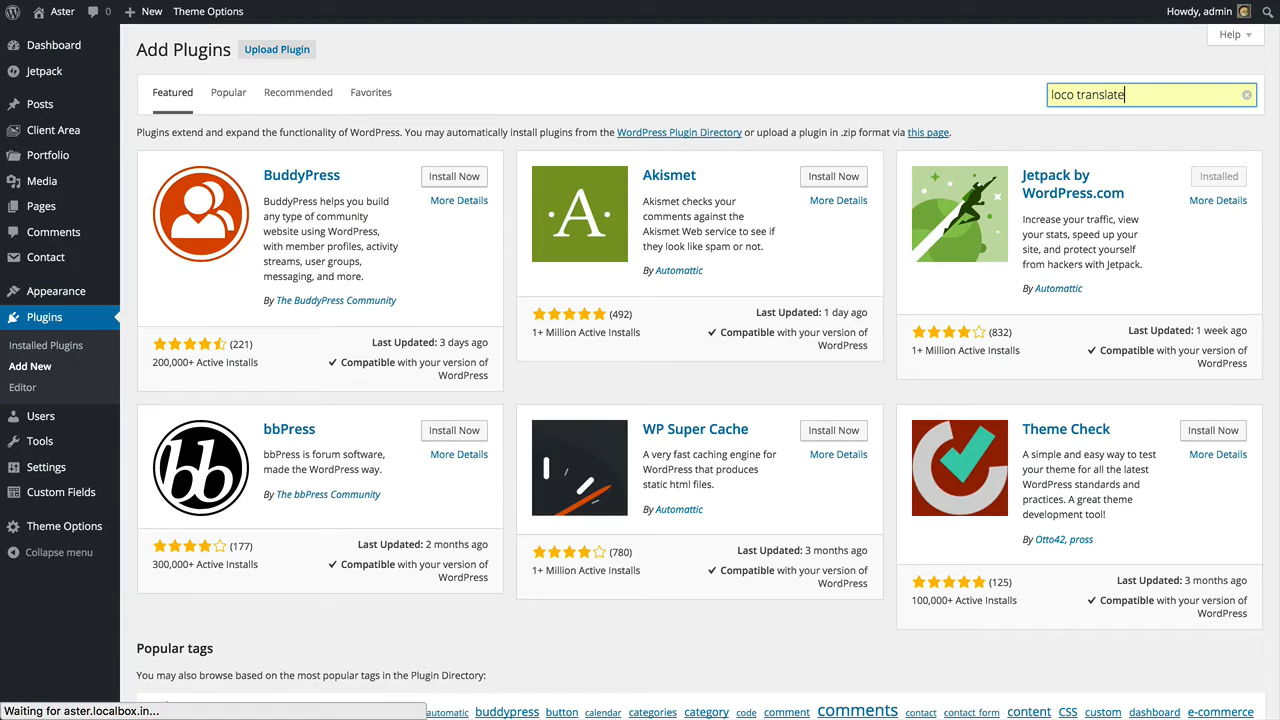 Aster
0
New
Theme Options
Howdy, admin
Dashboard
Jetpack
Posts
Client Area
Portfolio
Media
Pages
Comments
Contact
Appearance
Plugins
Installed Plugins
Add New
Editor
Users
Tools
Settings
Custom Fields
Theme Options
Collapse menu
Help
Add Plugins
Upload Plugin
Featured
Popular
Recommended
Favorites
loco translate
Plugins extend and expand the functionality of WordPress. You may automatically install plugins from the WordPress Plugin Directory or upload a plugin in .zip format via this page.
BuddyPress
Install Now
More Details
BuddyPress helps you build
any type of community
website using WordPress,
with member profiles, activity
streams, user groups,
messaging, and more.
By The BuddyPress Community
(221)
200,000+ Active Installs
Last Updated: 3 days ago
Compatible with your version of
WordPress
A
Akismet
Install Now
More Details
Akismet checks your
comments against the
Akismet Web service to see if
they look like spam or not.
By Automattic
(492)
1+ Million Active Installs
Last Updated: 1 day ago
Compatible with your version of
WordPress
Jetpack by
WordPress.com
Installed
More Details
Increase your traffic, view
your stats, speed up your
site, and protect yourself
from hackers with Jetpack.
By Automattic
(832)
1+ Million Active Installs
Last Updated: 1 week ago
Compatible with your version of
WordPress
bb
bbPress
Install Now
More Details
bbPress is forum software,
made the WordPress way.
By The bbPress Community
(177)
300,000+ Active Installs
Last Updated: 2 months ago
Compatible with your version of
WordPress
WP Super Cache
Install Now
More Details
A very fast caching engine for
WordPress that produces
static html files.
By Automattic
(780)
1+ Million Active Installs
Last Updated: 3 months ago
Compatible with your version of
WordPress
Theme Check
Install Now
More Details
A simple and easy way to test
your theme for all the latest
WordPress standards and
practices. A great theme
development tool!
By Otto42, pross
(125)
100,000+ Active Installs
Last Updated: 3 months ago
Compatible with your version of
WordPress
Popular tags
You may also browse based on the most popular tags in the Plugin Directory:
automatic buddypress button calendar categories category code comment comments contact contact form content CSS custom dashboard e-commerce
Waiting for aster.localbox.in...